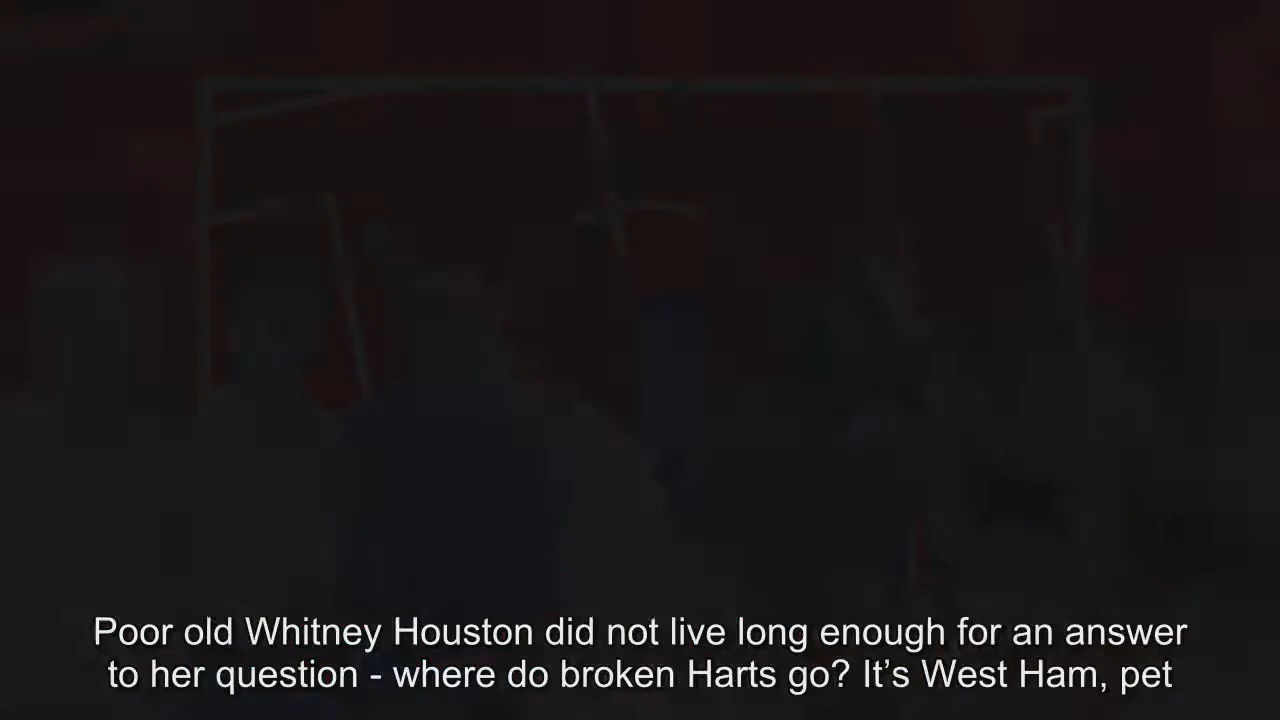 Poor old Whitney Houston did not live long enough for an answer
to her question - where do broken Harts go? It’s West Ham, pet